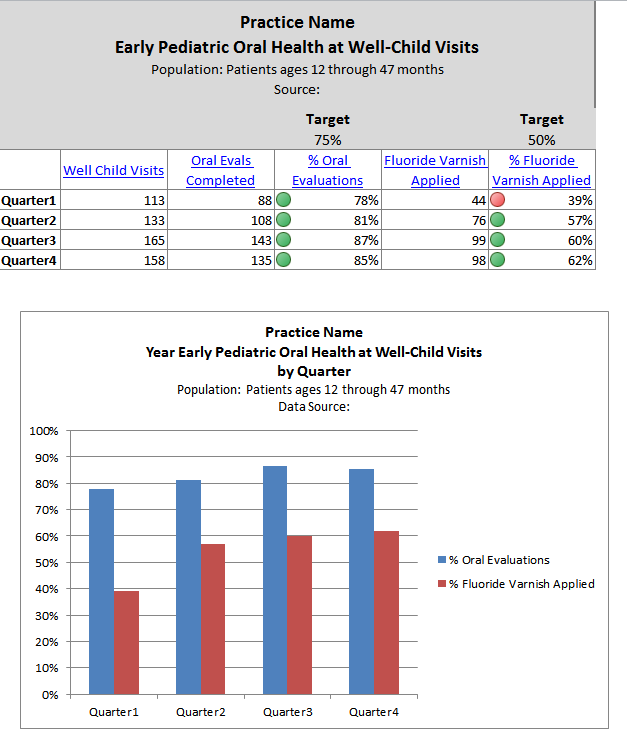 Practice Name
Early Pediatric Oral Health at Well-Child Visits
Population: Patients ages 12 through 47 months
Source:
Target Target
75% 50%
Well Child Visits Oral Evals Completed % Oral Evaluations Fluoride Varnish Applied % Fluoride Varnish Applied
Quarter1 113 88 78% 44 39%
Quarter2 133 108 81% 76 57%
Quarter3 165 143 87% 99 60%
Quarter4 158 135 85% 98 62%
Practice Name
Year Early Pediatric Oral Health at Well-Child Visits
by Quarter
Population: Patients ages 12 through 47 months
Data Source:
100%
90%
80%
70%
60%
50%
40%
30%
20%
10%
0%
Quarter1 Quarter2 Quarter3 Quarter4
% Oral Evaluations
% Fluoride Varnish Applied